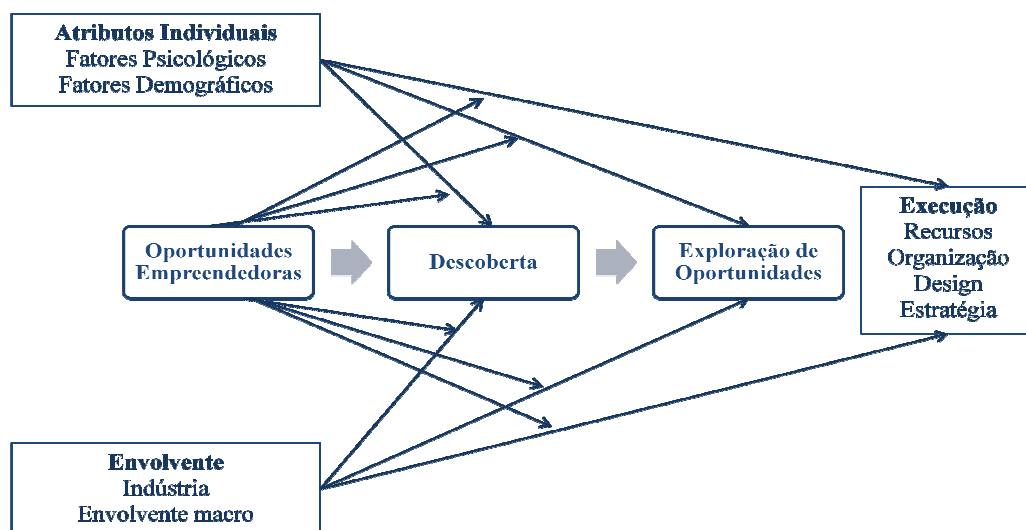 Atributos Individuais
Fatores Psicológicos
Fatores Demográficos
Oportunidades
Empreendedoras
Descoberta
Exploração de
Oportunidades
Execução
Recursos
Organização
Design
Estratégia
Envolvente
Indústria
Envolvente macro